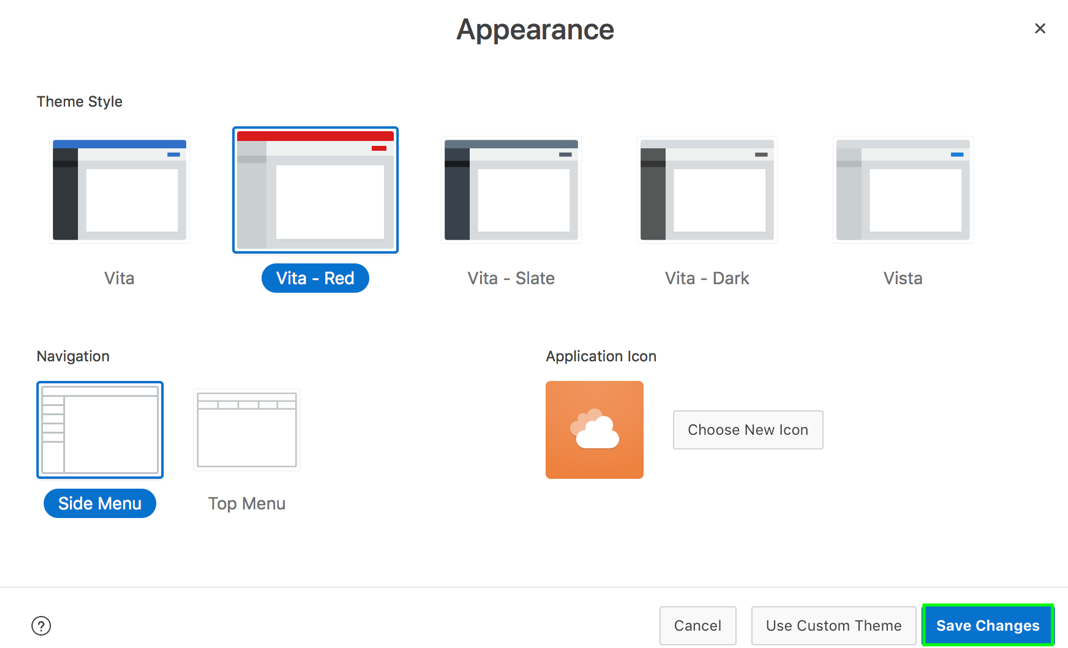 Appearance
Theme Style
Vita
Vita - Red
Vita - Slate
Vita - Dark
Vista
Navigation
Application Icon
Choose New Icon
Side Menu
Top Menu
?
Cancel
Use Custom Theme
Save Changes